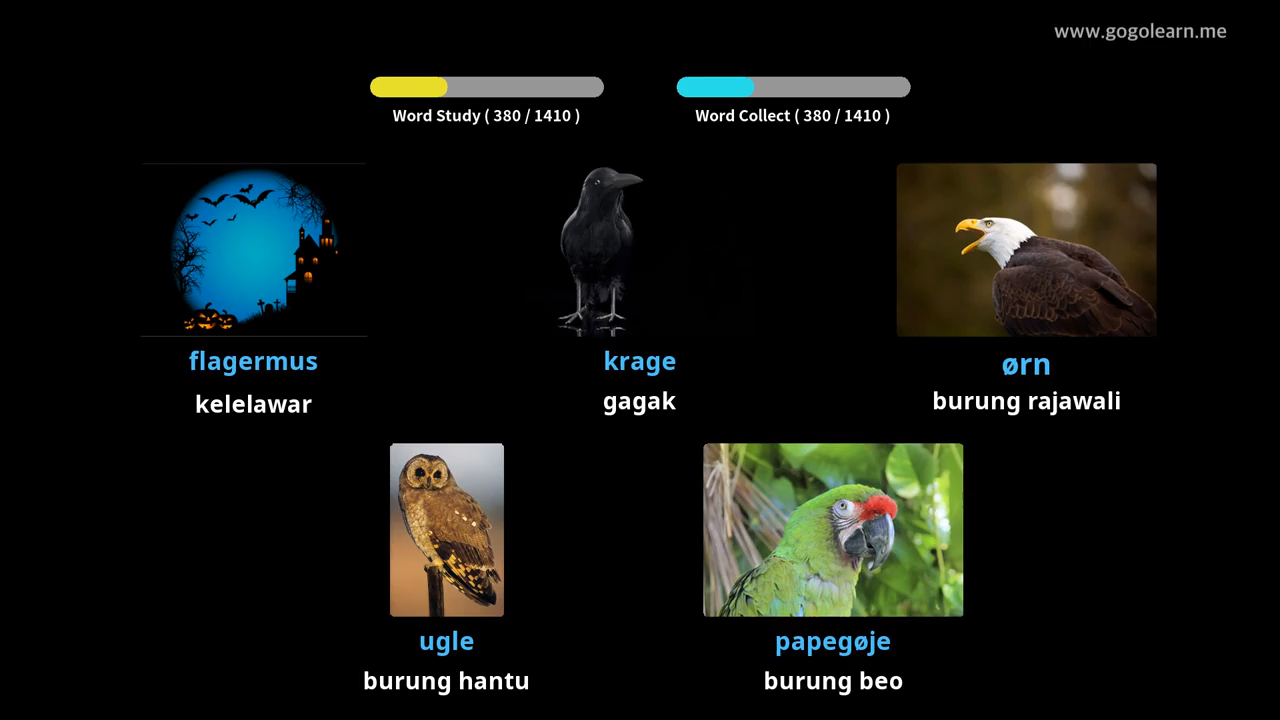 www.gogolearn.me
Word Study ( 380 / 1410 )
Word Collect ( 380 / 1410 )
flagermus
kelelawar
krage
gagak
ørn
burung rajawali
ugle
burung hantu
papegøje
burung beo